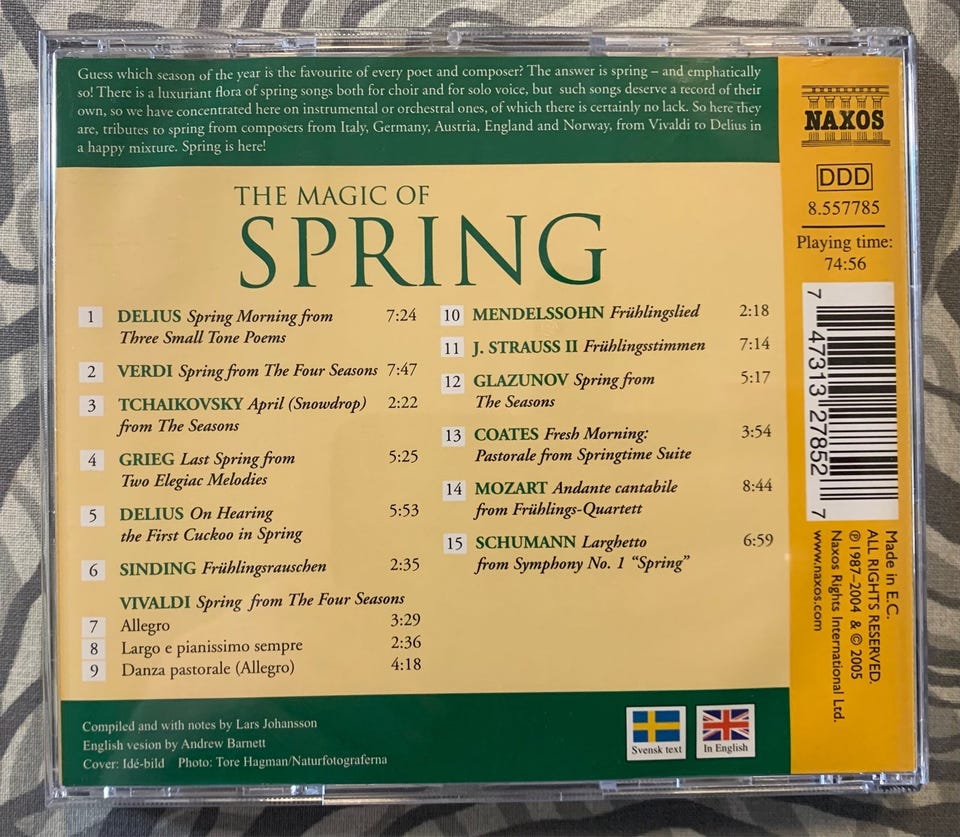 Guess which season of the year is the favourite of every poet and composer? The answer is spring – and emphatically
so! There is a luxuriant flora of spring songs both for choir and for solo voice, but such songs deserve a record of their
own, so we have concentrated here on instrumental or orchestral ones, of which there is certainly no lack. So here they
are, tributes to spring from composers from Italy, Germany, Austria, England and Norway, from Vivaldi to Delius in
a happy mixture. Spring is here!
THE MAGIC OF
SPRING
1 DELIUS Spring Morning from 7:24
Three Small Tone Poems
2 VERDI Spring from The Four Seasons 7:47
3 TCHAIKOVSKY April (Snowdrop) 2:22
from The Seasons
4 GRIEG Last Spring from 5:25
Two Elegiac Melodies
5 DELIUS On Hearing 5:53
the First Cuckoo in Spring
6 SINDING Frühlingsrauschen 2:35
VIVALDI Spring from The Four Seasons
7 Allegro 3:29
8 Largo e pianissimo sempre 2:36
9 Danza pastorale (Allegro) 4:18
10 MENDELSSOHN Frühlingslied 2:18
11 J. STRAUSS II Frühlingsstimmen 7:14
12 GLAZUNOV Spring from 5:17
The Seasons
13 COATES Fresh Morning: 3:54
Pastorale from Springtime Suite
14 MOZART Andante cantabile 8:44
from Frühlings-Quartett
15 SCHUMANN Larghetto 6:59
from Symphony No. 1 “Spring”
Compiled and with notes by Lars Johansson
English vesion by Andrew Barnett
Cover: Idé-bild Photo: Tore Hagman/Naturfotograferna
Svensk text
In English
NAXOS
DDD
8.557785
Playing time:
74:56
7 47313 27852 7
Made in E.C.
ALL RIGHTS RESERVED.
℗ 1987–2004 & © 2005
Naxos Rights International Ltd.
www.naxos.com